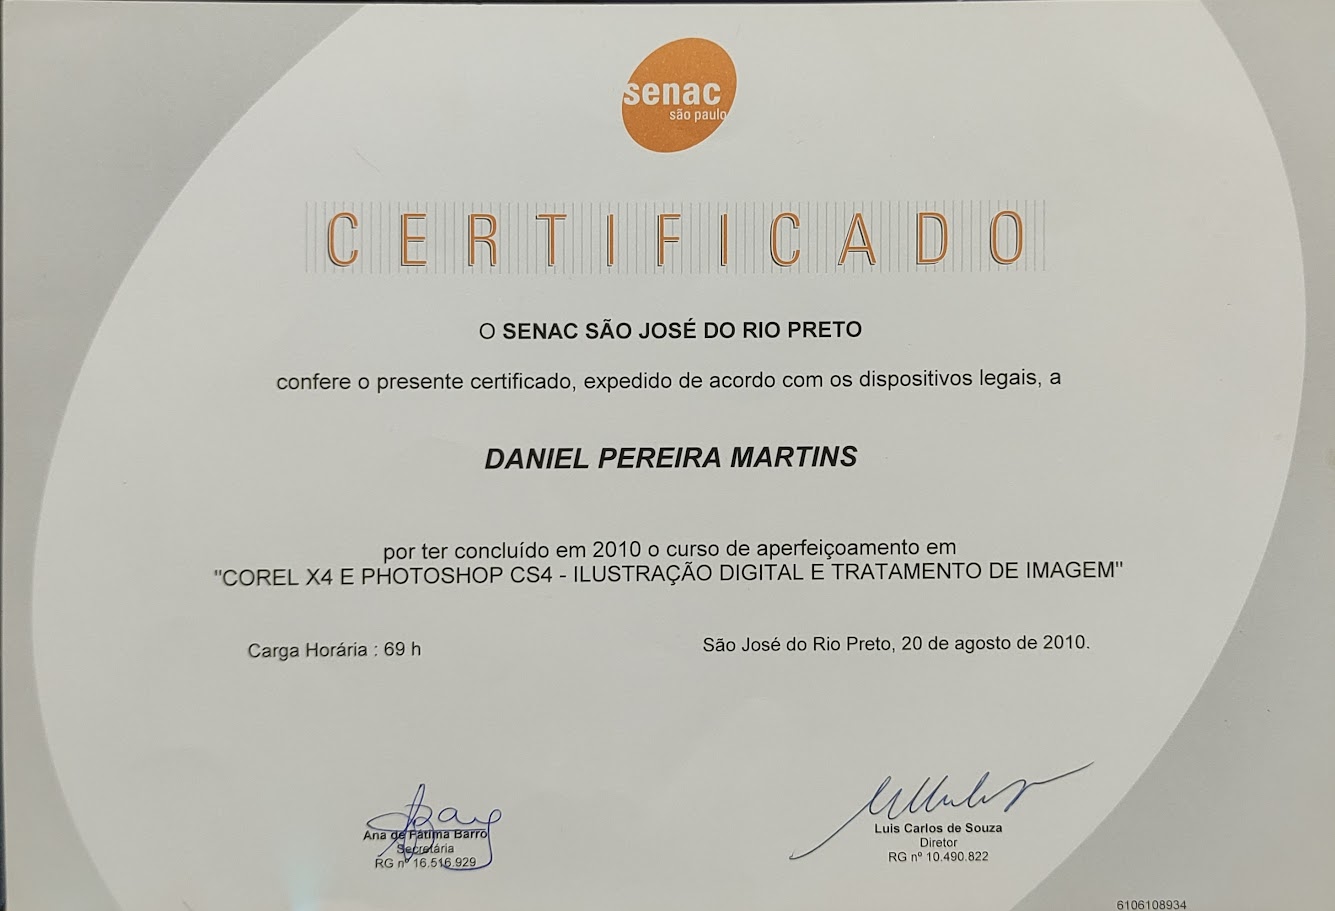 senac
são paulo
CERTIFICADO
O SENAC SÃO JOSÉ DO RIO PRETO
confere o presente certificado, expedido de acordo com os dispositivos legais, a
DANIEL PEREIRA MARTINS
por ter concluído em 2010 o curso de aperfeiçoamento em
"COREL X4 E PHOTOSHOP CS4 - ILUSTRAÇÃO DIGITAL E TRATAMENTO DE IMAGEM"
Carga Horária : 69 h
São José do Rio Preto, 20 de agosto de 2010.
Ana de Fátima Barro
Secretária
RG nº 16.516.929
Luis Carlos de Souza
Diretor
RG nº 10.490.822
6106108934